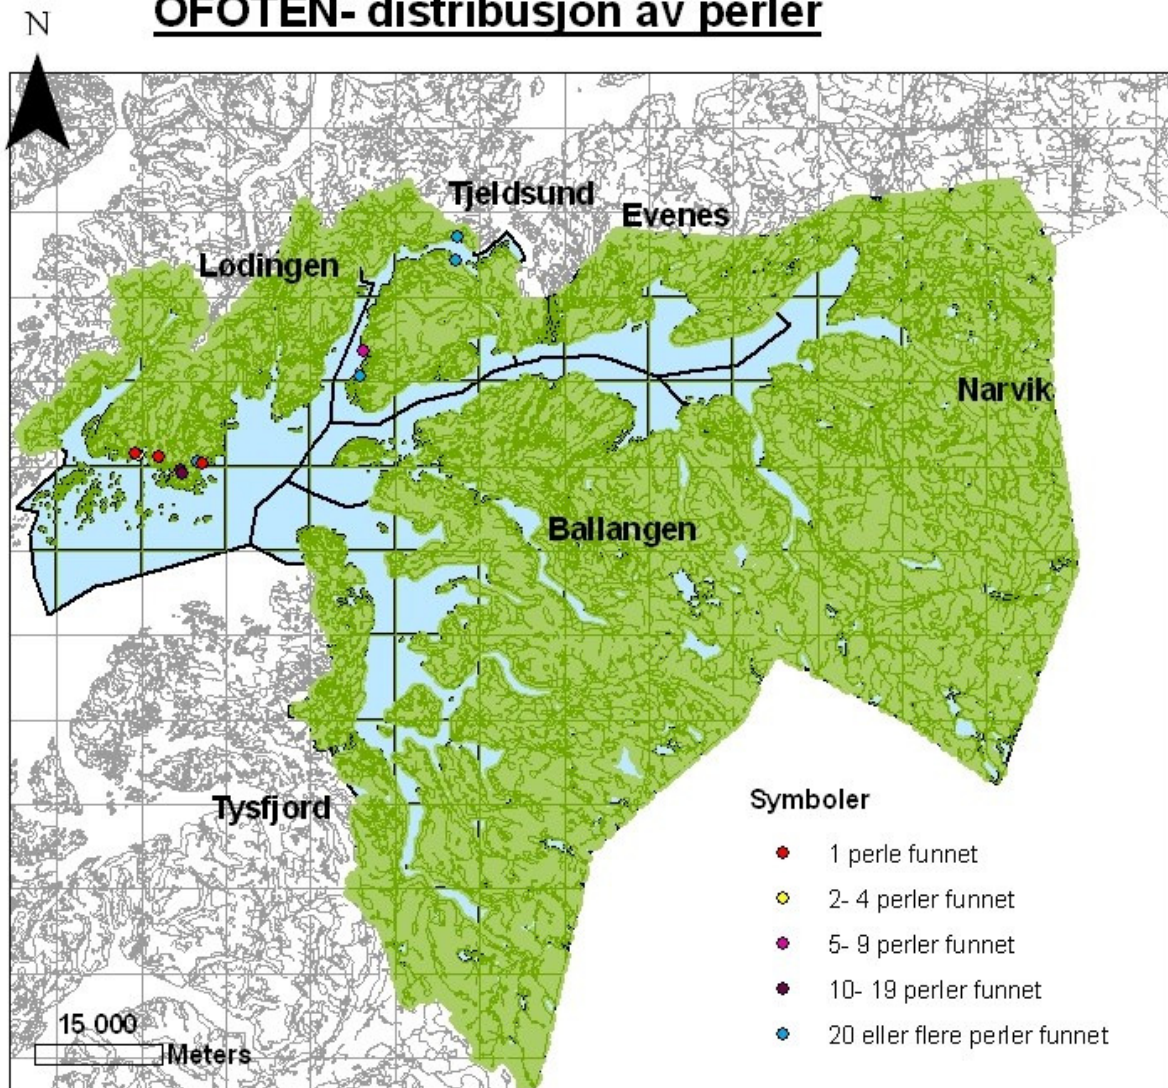 OFOTEN- distribusjon av perler
N
Tjeldsund
Evenes
Lødingen
Narvik
Ballangen
Tysfjord
Symboler
1 perle funnet
2- 4 perler funnet
5- 9 perler funnet
10- 19 perler funnet
20 eller flere perler funnet
15 000
Meters